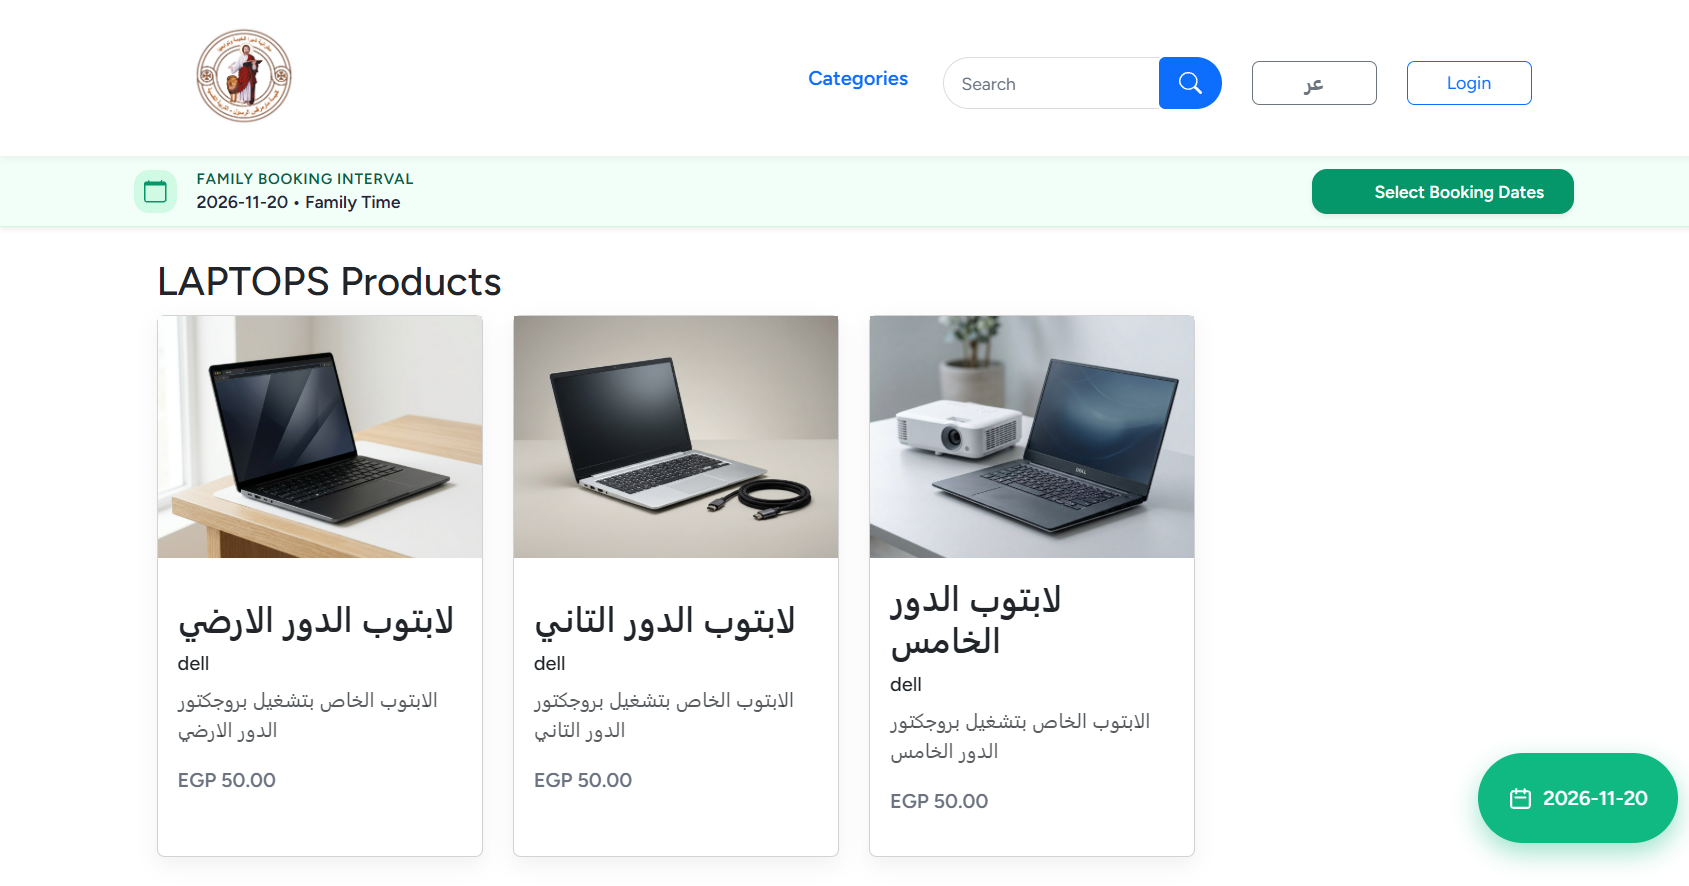 Categories
Search
عر
Login
FAMILY BOOKING INTERVAL
2026-11-20 • Family Time
Select Booking Dates
LAPTOPS Products
لابتوب الدور الارضي
dell
الابتوب الخاص بتشغيل بروجكتور
الدور الارضي
EGP 50.00
لابتوب الدور التاني
dell
الابتوب الخاص بتشغيل بروجكتور
الدور التاني
EGP 50.00
لابتوب الدور
الخامس
dell
الابتوب الخاص بتشغيل بروجكتور
الدور الخامس
EGP 50.00
2026-11-20